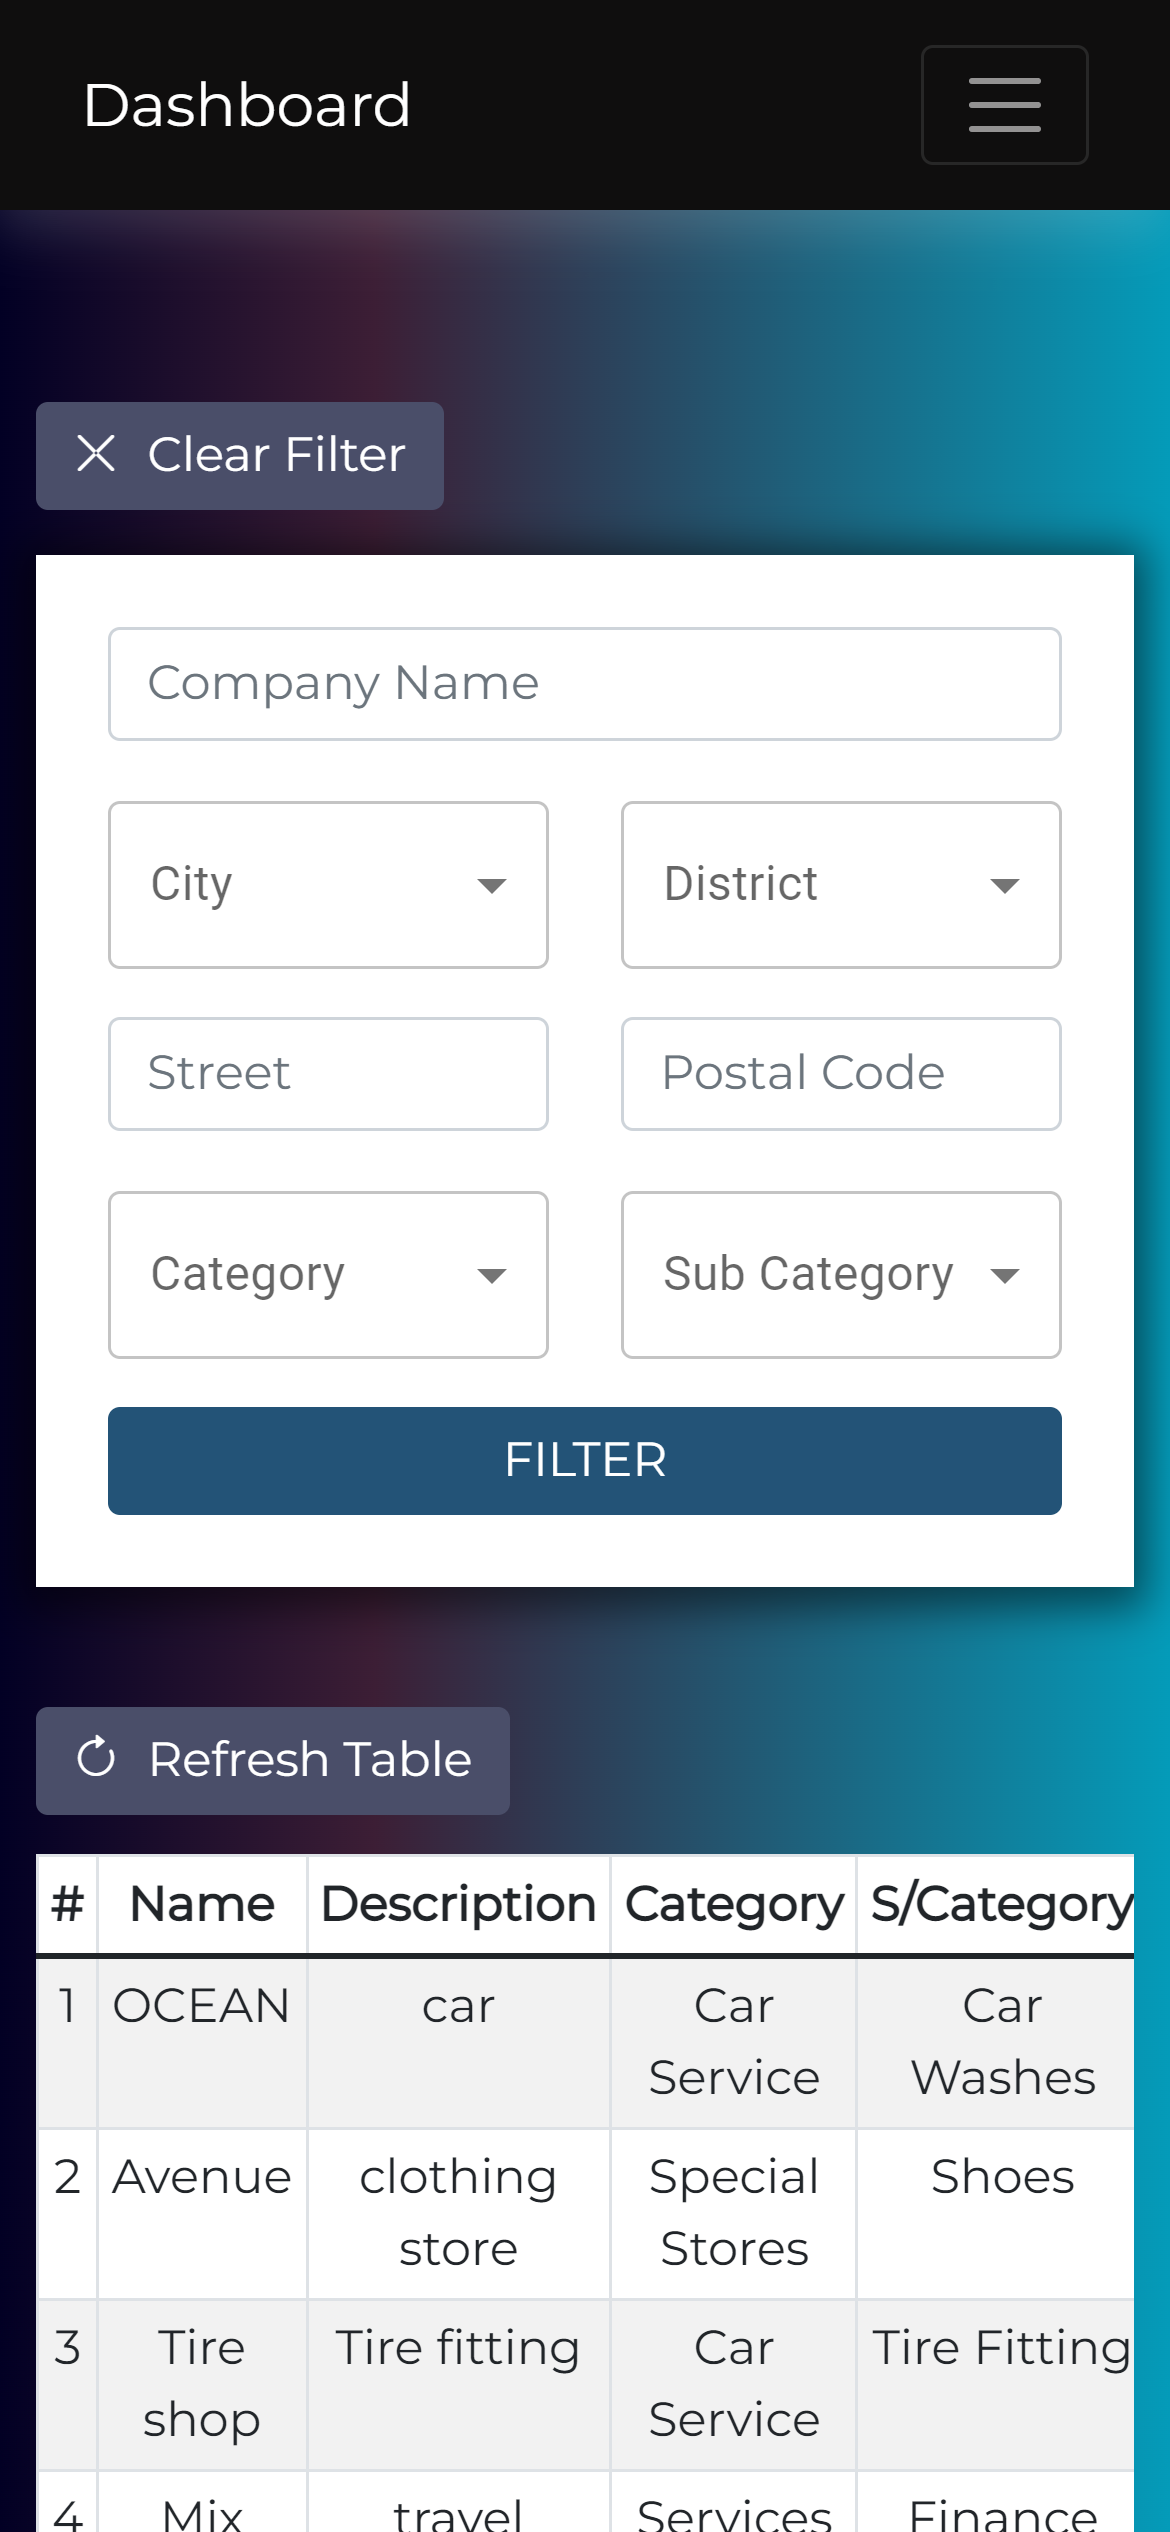 Dashboard
Clear Filter
Company Name
City
District
Street
Postal Code
Category
Sub Category
FILTER
Refresh Table
# Name Description Category S/Category
1 OCEAN car Car Car
Service Washes
2 Avenue clothing Special Shoes
store Stores
3 Tire Tire fitting Car Tire Fitting
shop Service
4 Mix travel Services Finance